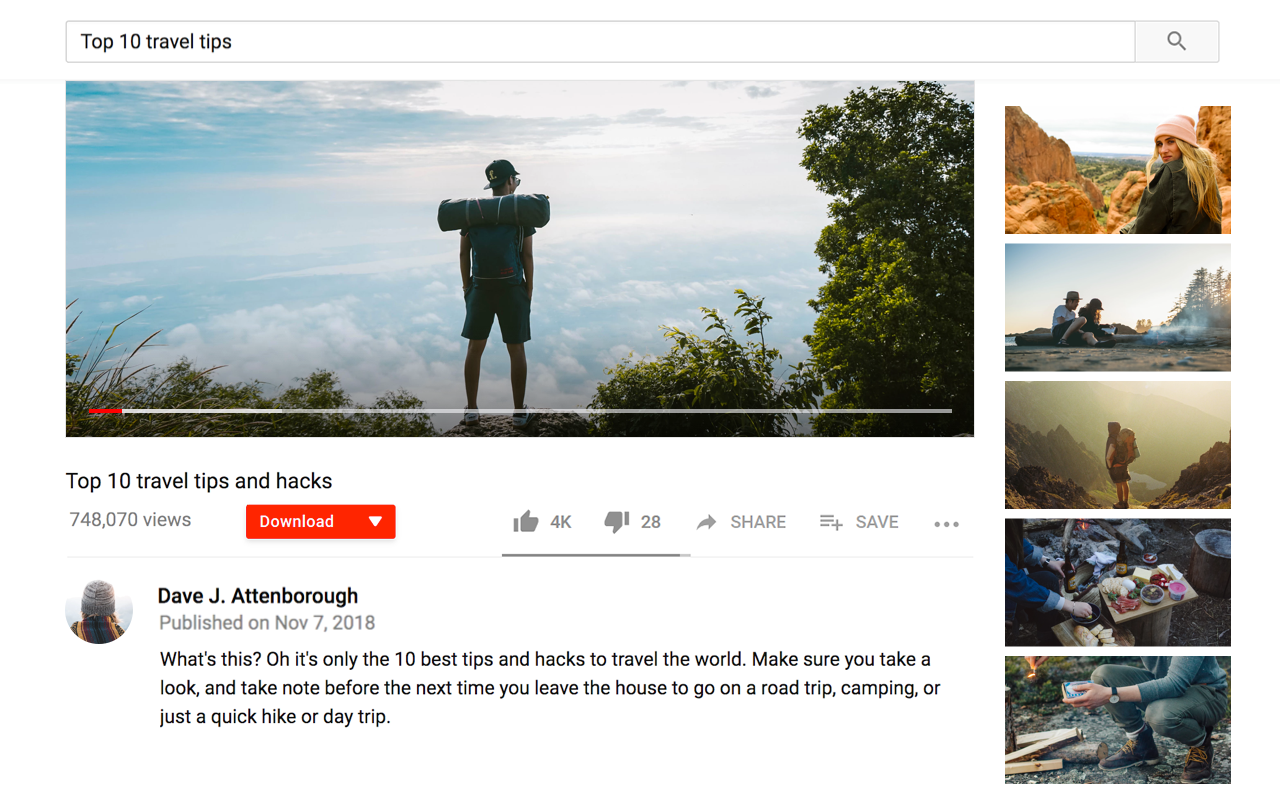 Top 10 travel tips
Top 10 travel tips and hacks
748,070 views
Download
4K
28
SHARE
SAVE
Dave J. Attenborough
Published on Nov 7, 2018
What's this? Oh it's only the 10 best tips and hacks to travel the world. Make sure you take a
look, and take note before the next time you leave the house to go on a road trip, camping, or
just a quick hike or day trip.